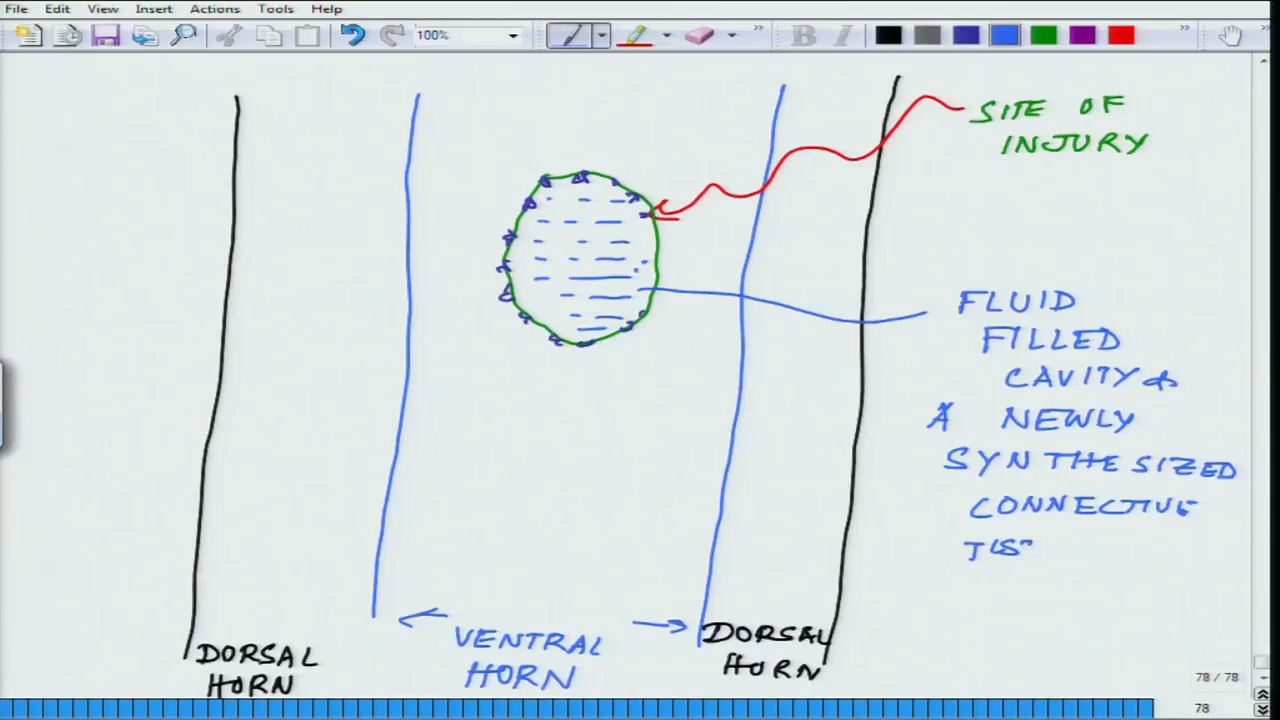 File Edit View Insert Actions Tools Help
100%
SITE OF
INJURY
FLUID
FILLED
CAVITY &
NEWLY
SYNTHESIZED
CONNECTIVE
TIS
VENTRAL
HORN
DORSAL
HORN
DORSAL
HORN
78 / 78
78